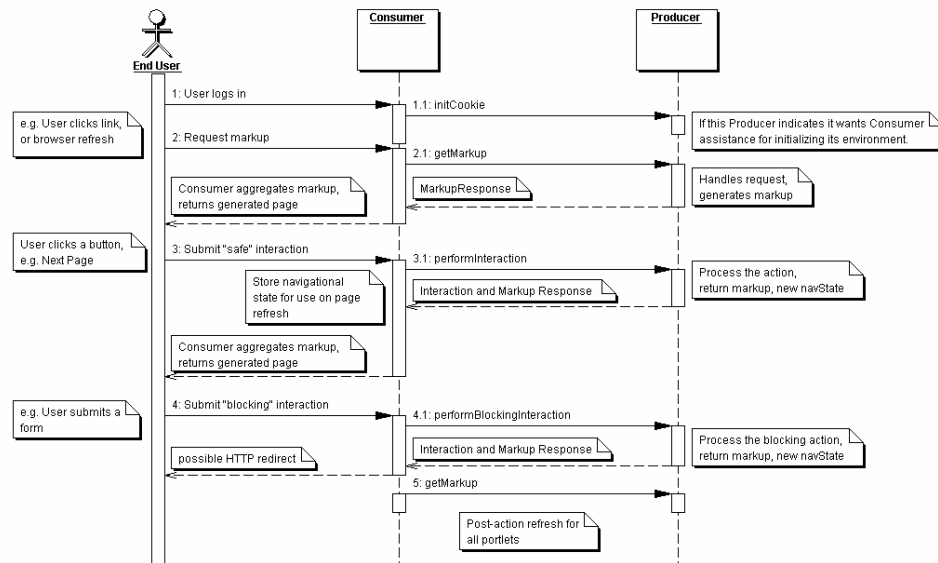 Consumer
Producer
End User
1: User logs in
1.1: initCookie
e.g. User clicks link,
or browser refresh
If this Producer indicates it wants Consumer
assistance for initializing its environment.
2: Request markup
2.1: getMarkup
Consumer aggregates markup,
returns generated page
MarkupResponse
Handles request,
generates markup
User clicks a button,
e.g. Next Page
3: Submit "safe" interaction
3.1: performInteraction
Store navigational
state for use on page
refresh
Interaction and Markup Response
Process the action,
return markup, new navState
Consumer aggregates markup,
returns generated page
e.g. User submits a
form
4: Submit "blocking" interaction
4.1: performBlockingInteraction
possible HTTP redirect
Interaction and Markup Response
Process the blocking action,
return markup, new navState
5: getMarkup
Post-action refresh for
all portlets